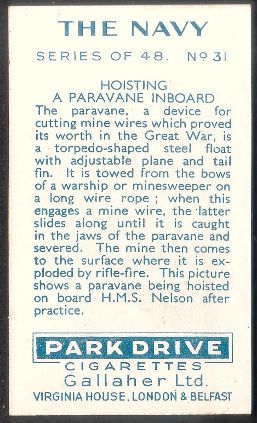 THE NAVY
SERIES OF 48. No 31
HOISTING
A PARAVANE INBOARD
The paravane, a device for
cutting mine wires which proved
its worth in the Great War, is
a torpedo-shaped steel float
with adjustable plane and tail
fin. It is towed from the bows
of a warship or minesweeper on
a long wire rope; when this
engages a mine wire, the latter
slides along until it is caught
in the jaws of the paravane and
severed. The mine then comes
to the surface where it is ex-
ploded by rifle-fire. This picture
shows a paravane being hoisted
on board H.M.S. Nelson after
practice.
PARK DRIVE
CIGARETTES
Gallaher Ltd.
VIRGINIA HOUSE, LONDON & BELFAST